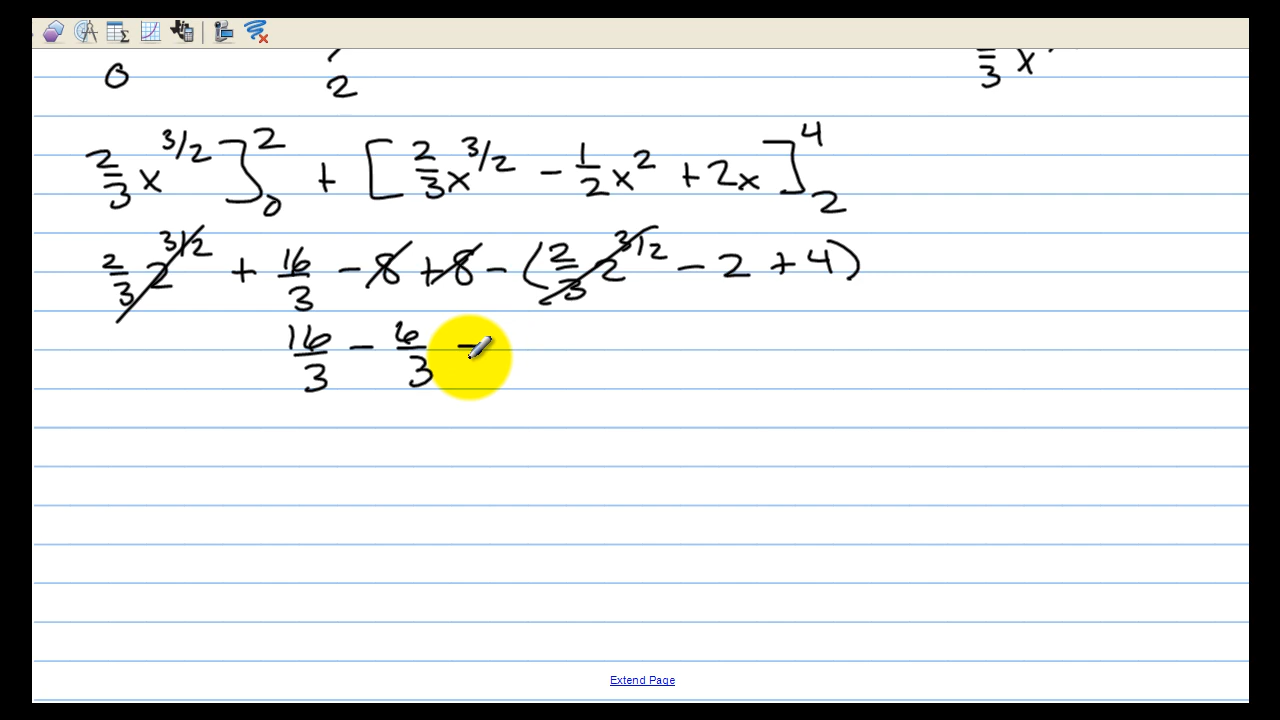 0 2 2/3 x
2/3 x^3/2 ]_0^2 + [ 2/3 x^3/2 - 1/2 x^2 + 2x ]_2^4
2/3 2^3/2 + 16/3 - 8 + 8 - ( 2/3 2^3/2 - 2 + 4 )
16/3 - 6/3 =
Extend Page